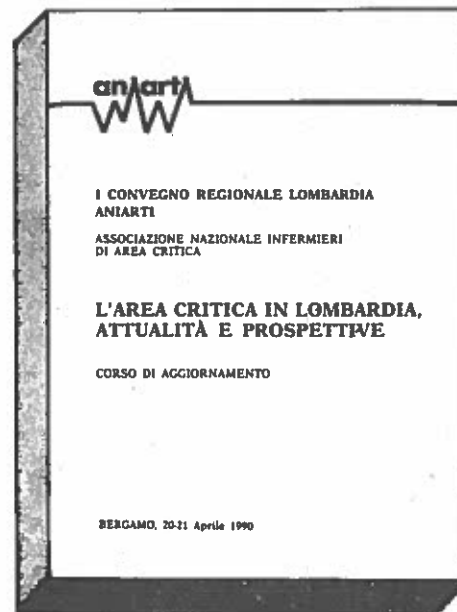 aniarti
I CONVEGNO REGIONALE LOMBARDIA
ANIARTI
ASSOCIAZIONE NAZIONALE INFERMIERI
DI AREA CRITICA
L'AREA CRITICA IN LOMBARDIA,
ATTUALITÀ E PROSPETTIVE
CORSO DI AGGIORNAMENTO
BERGAMO, 20-21 Aprile 1990